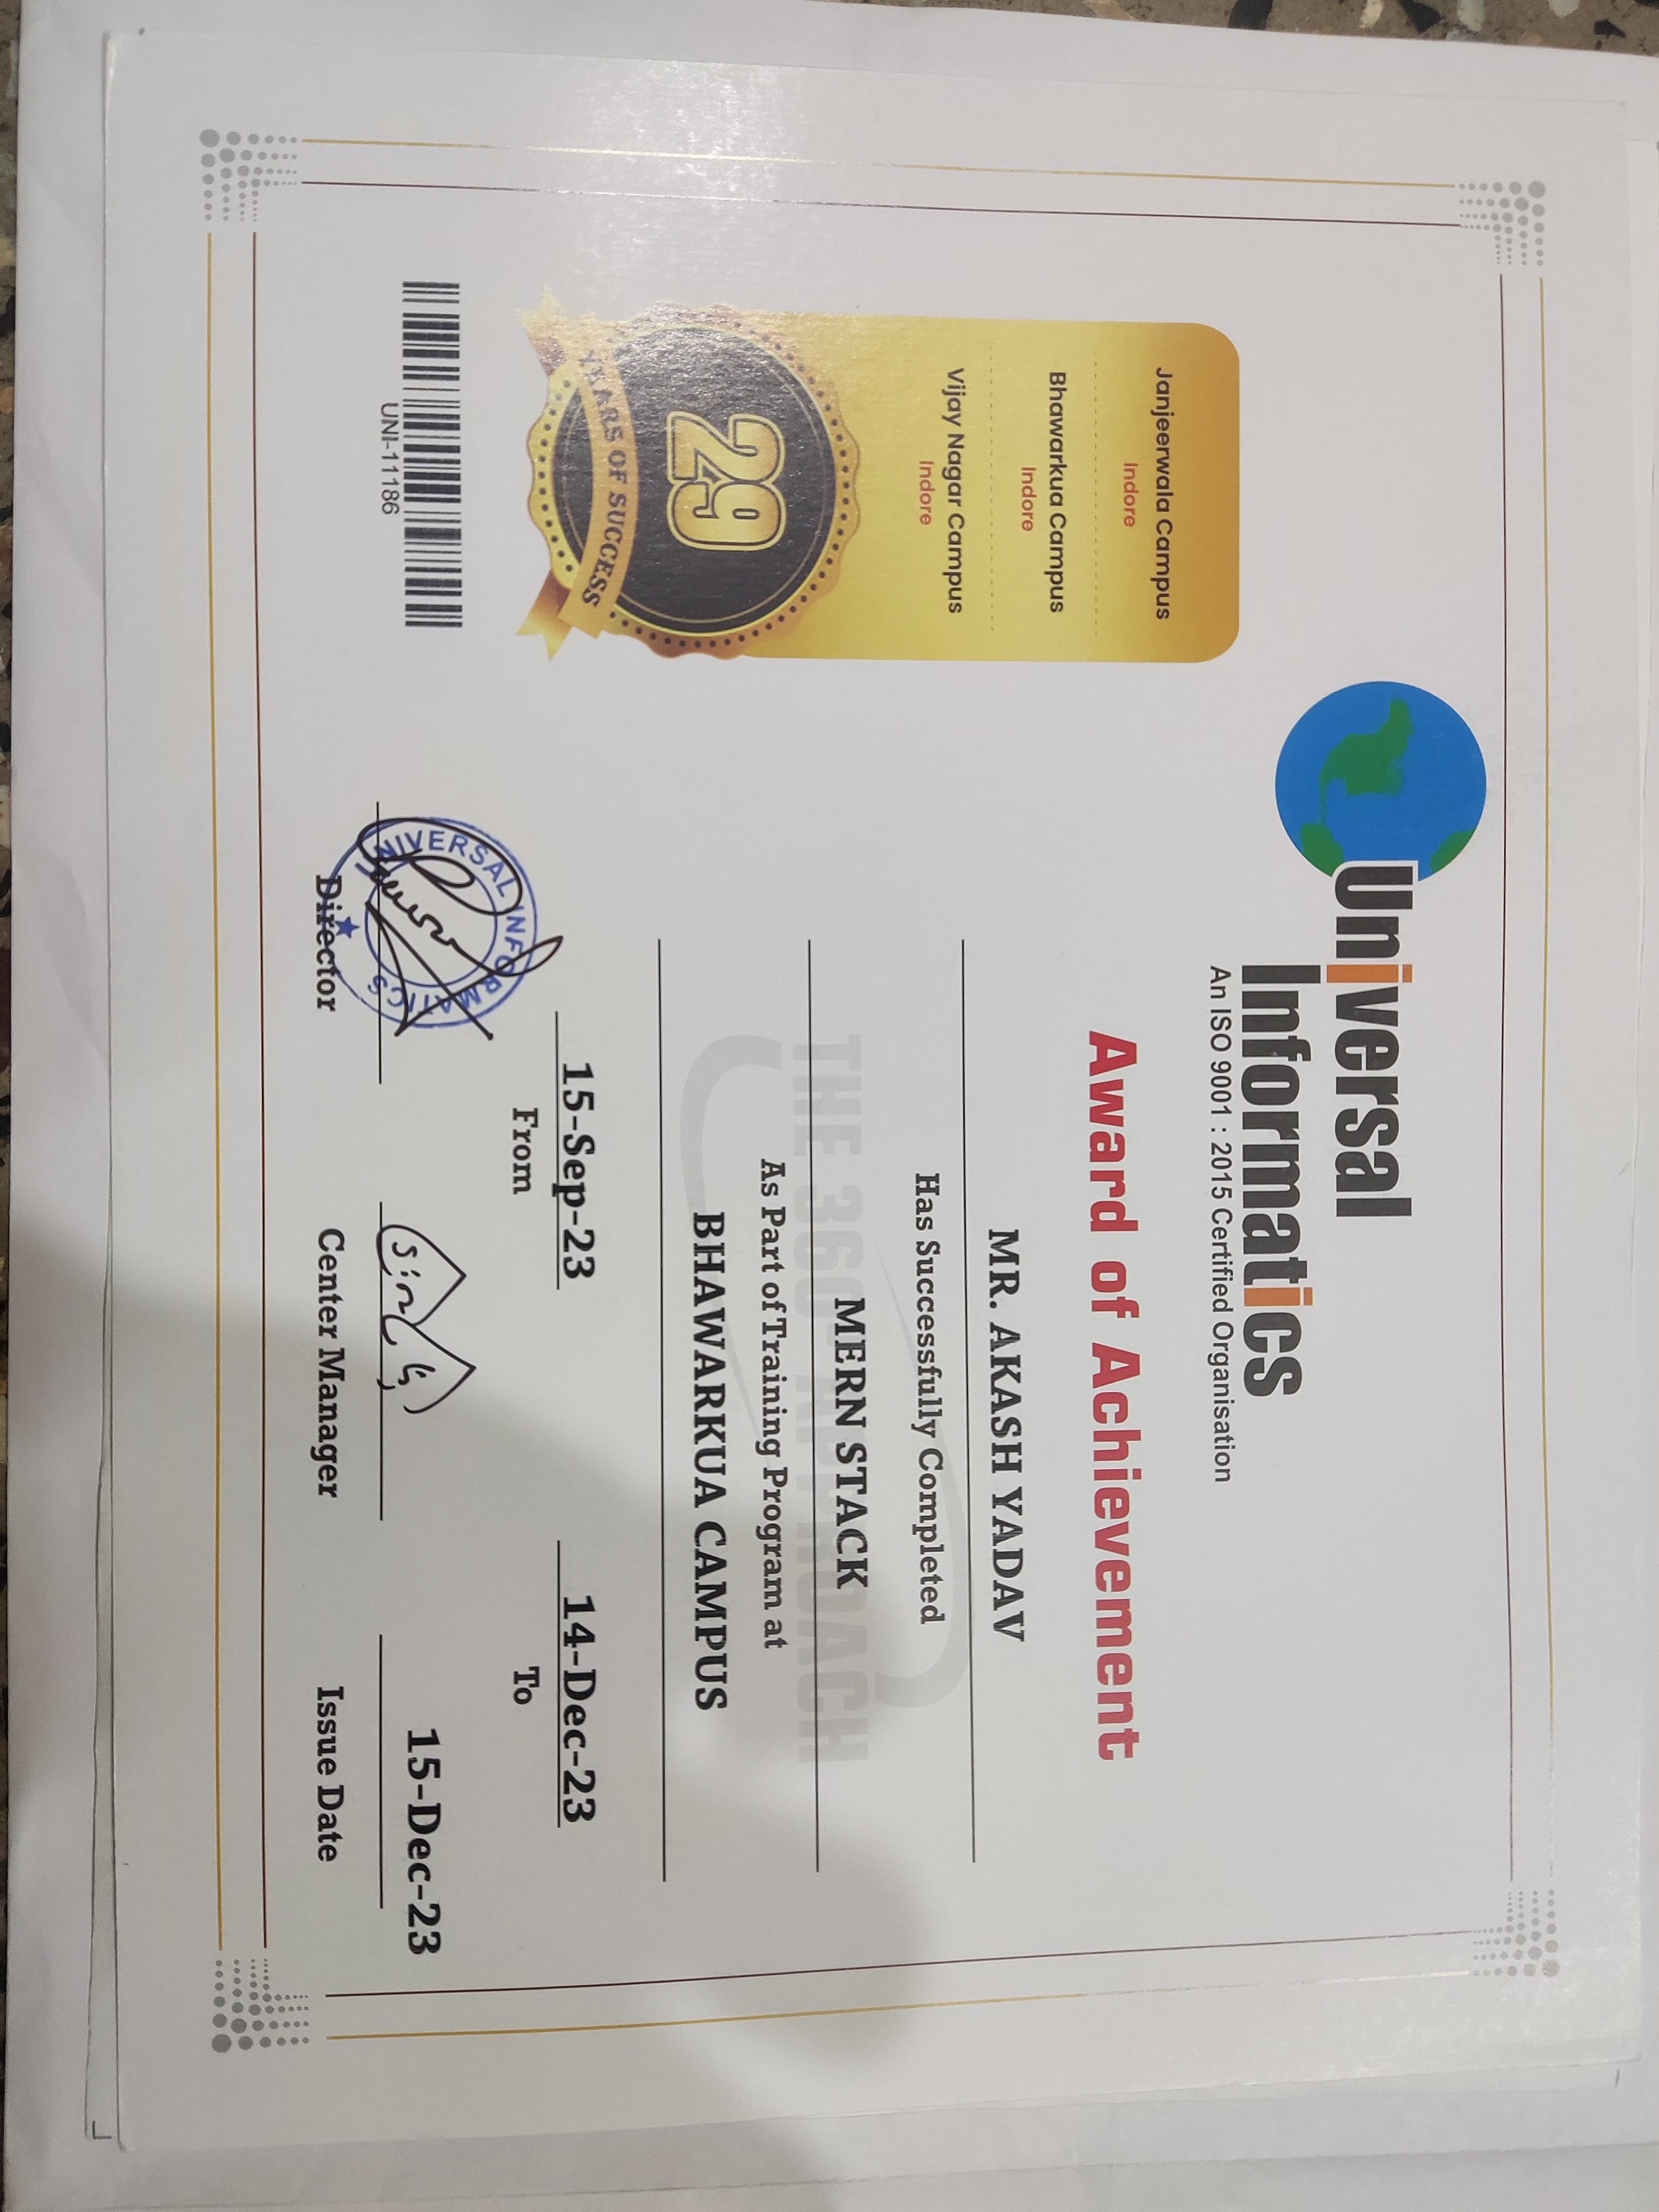 Universal
Informatics
An ISO 9001 : 2015 Certified Organisation
Janjeerwala Campus
Indore
Bhawarkua Campus
Indore
Vijay Nagar Campus
Indore
29
YEARS OF SUCCESS
UNI-11186
Award of Achievement
MR. AKASH YADAV
Has Successfully Completed
MERN STACK
THE 360 APPROACH
As Part of Training Program at
BHAWARKUA CAMPUS
15-Sep-23
14-Dec-23
From
To
UNIVERSAL INFORMATICS
15-Dec-23
Director
Center Manager
Issue Date